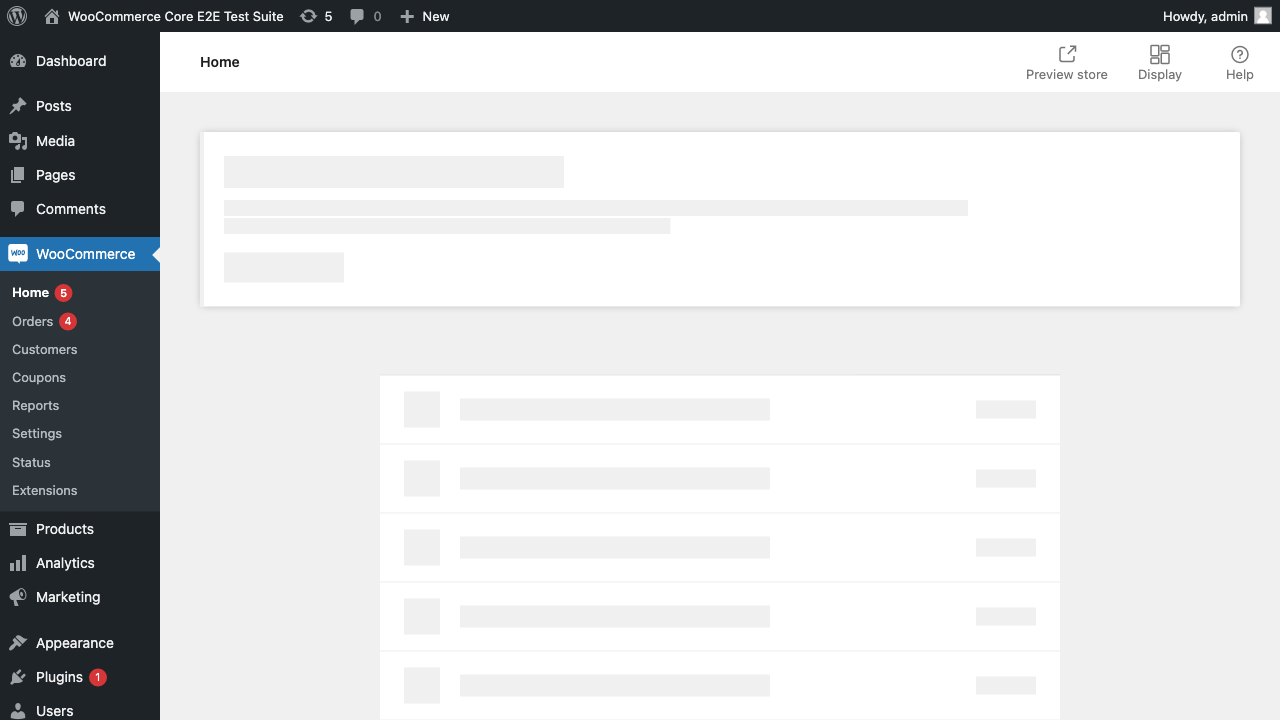 WooCommerce Core E2E Test Suite 5 0 New Howdy, admin
Dashboard
Posts
Media
Pages
Comments
woo WooCommerce
Home 5
Orders 4
Customers
Coupons
Reports
Settings
Status
Extensions
Products
Analytics
Marketing
Appearance
Plugins 1
Users
Home
Preview store
Display
Help